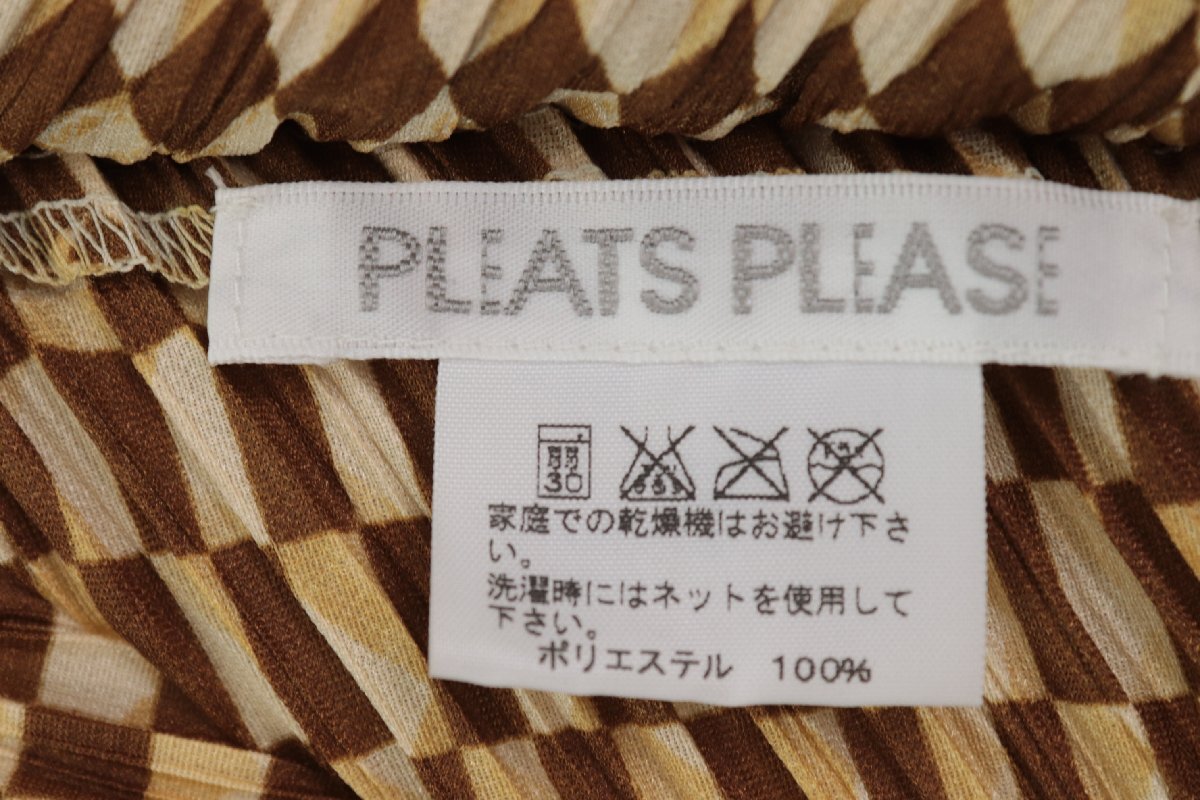 PLEATS PLEASE
30
家庭での乾燥機はお避け下さ
い。
洗濯時にはネットを使用して
下さい。
ポリエステル 100%